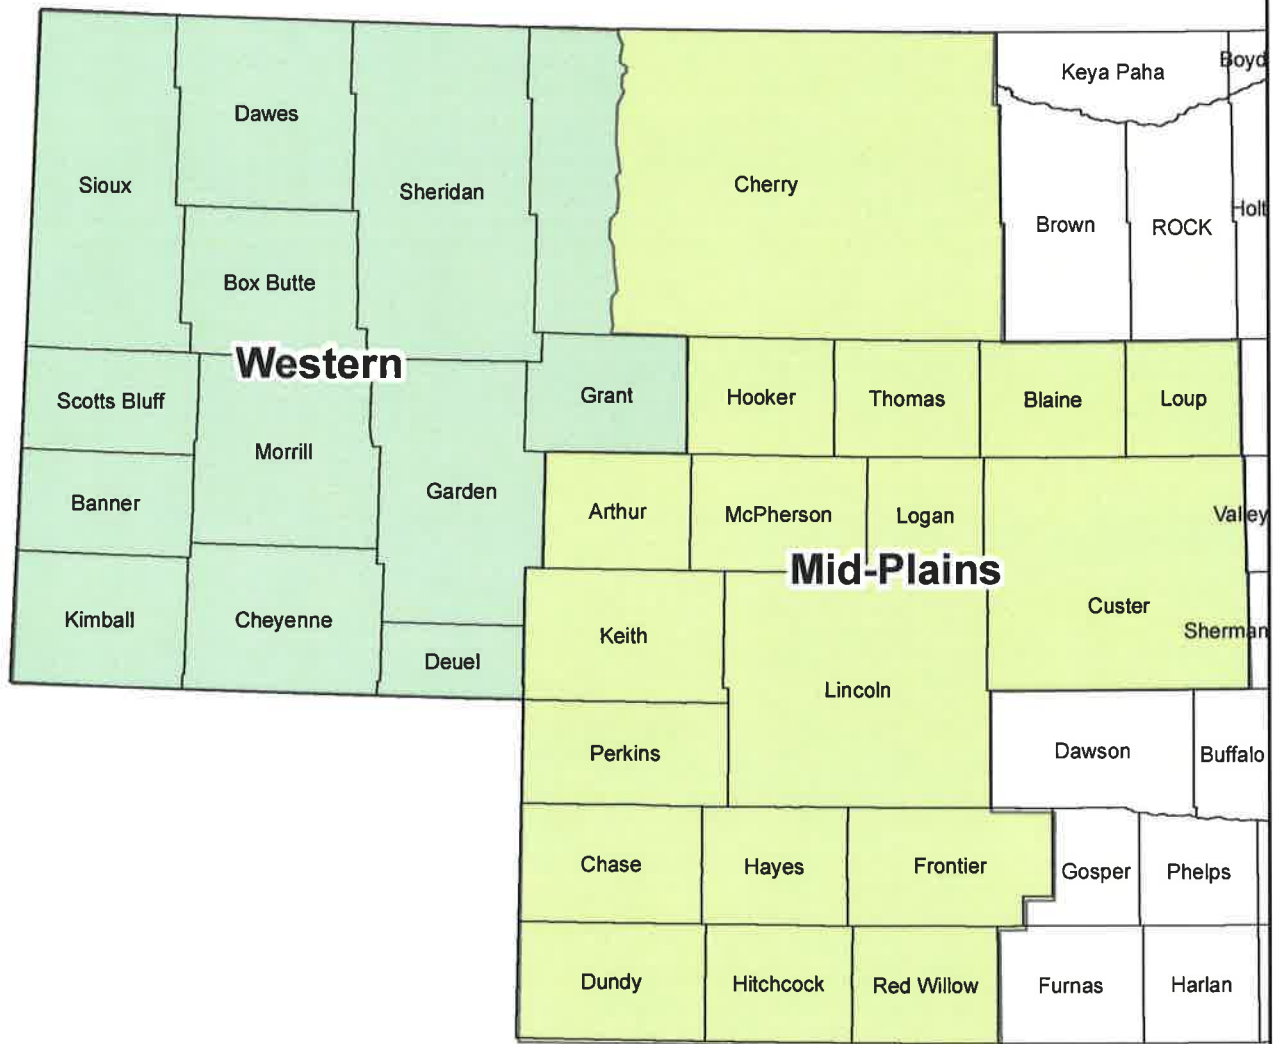 Boyd
Keya Paha
Dawes
Sioux
Sheridan
Cherry
Holt
Brown
ROCK
Box Butte
Western
Scotts Bluff
Grant
Hooker
Thomas
Blaine
Loup
Morrill
Banner
Garden
Arthur
McPherson
Logan
Valley
Mid-Plains
Kimball
Cheyenne
Keith
Custer
Sherman
Deuel
Lincoln
Perkins
Dawson
Buffalo
Chase
Hayes
Frontier
Gosper
Phelps
Dundy
Hitchcock
Red Willow
Furnas
Harlan